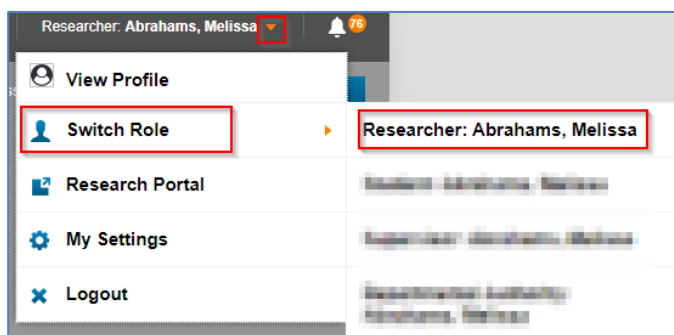 Researcher: Abrahams, Melissa
76
View Profile
Switch Role
Researcher: Abrahams, Melissa
Research Portal
My Settings
Logout